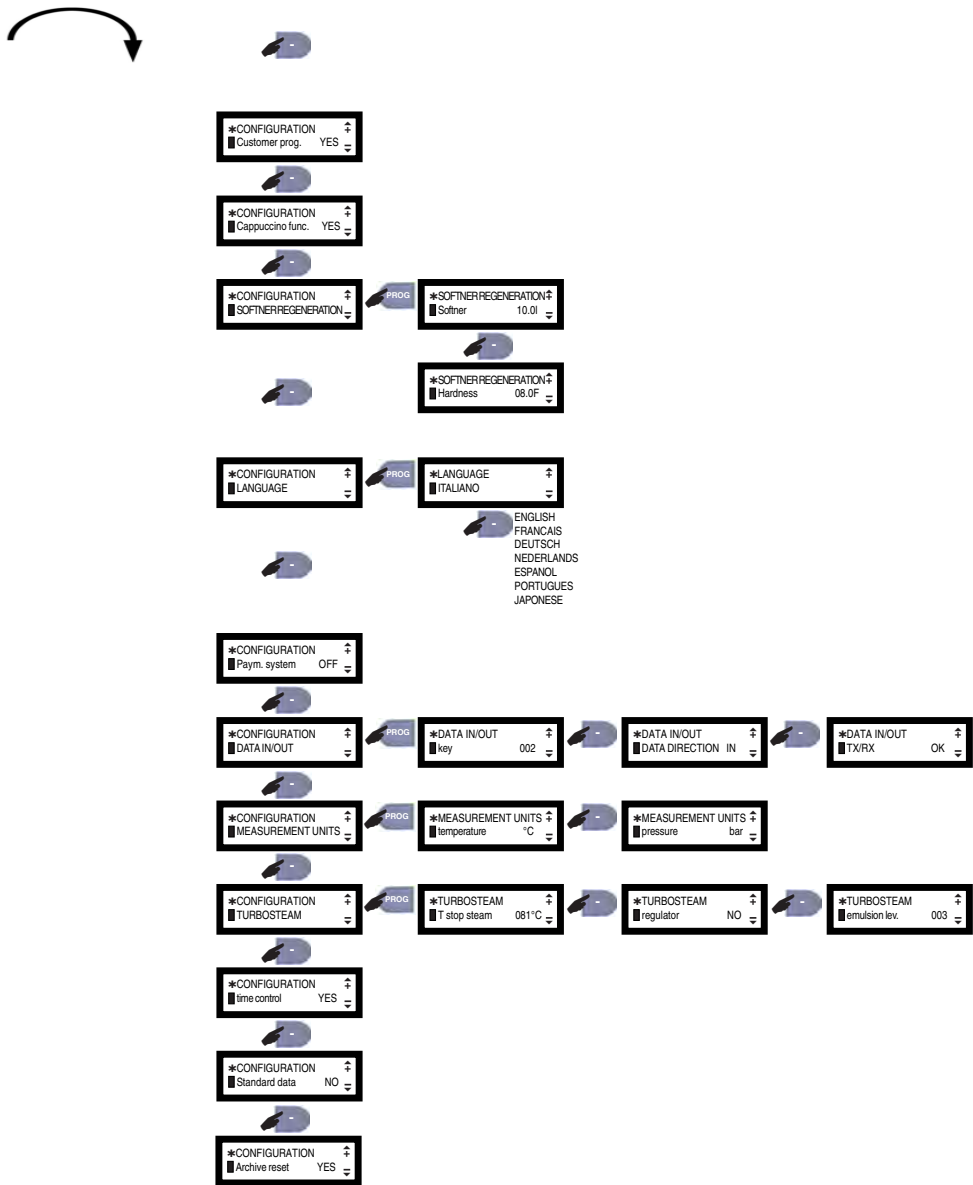 -
✱CONFIGURATION
Customer prog. YES
-
✱CONFIGURATION
Cappuccino func. YES
-
✱CONFIGURATION
SOFTNER REGENERATION
PROG
✱SOFTNER REGENERATION
Softner 10.0l
-
✱SOFTNER REGENERATION
Hardness 08.0F
-
✱CONFIGURATION
LANGUAGE
PROG
✱LANGUAGE
ITALIANO
-
ENGLISH
FRANCAIS
DEUTSCH
NEDERLANDS
ESPANOL
PORTUGUES
JAPONESE
-
✱CONFIGURATION
Paym. system OFF
-
✱CONFIGURATION
DATA IN/OUT
PROG
✱DATA IN/OUT
key 002
-
✱DATA IN/OUT
DATA DIRECTION IN
-
✱DATA IN/OUT
TX/RX OK
-
✱CONFIGURATION
MEASUREMENT UNITS
PROG
✱MEASUREMENT UNITS
temperature °C
-
✱MEASUREMENT UNITS
pressure bar
-
✱CONFIGURATION
TURBOSTEAM
PROG
✱TURBOSTEAM
T stop steam 081°C
-
✱TURBOSTEAM
regulator NO
-
✱TURBOSTEAM
emulsion lev. 003
-
✱CONFIGURATION
time control YES
-
✱CONFIGURATION
Standard data NO
-
✱CONFIGURATION
Archive reset YES